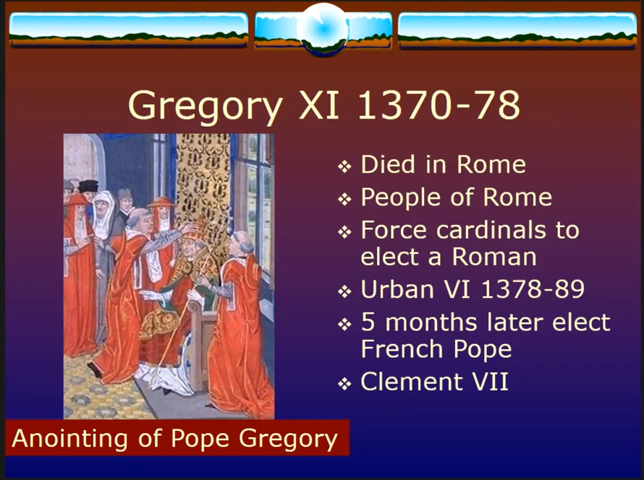 Gregory XI 1370-78
Died in Rome
People of Rome
Force cardinals to
elect a Roman
Urban VI 1378-89
5 months later elect
French Pope
Clement VII
Anointing of Pope Gregory